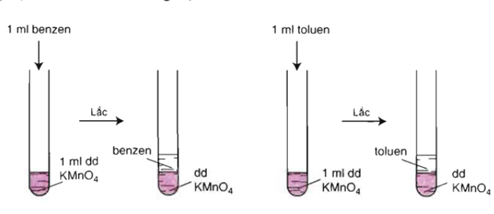 1 ml benzen
Lắc
1 ml dd
KMnO4
benzen
dd
KMnO4
1 ml toluen
Lắc
1 ml dd
KMnO4
toluen
dd
KMnO4